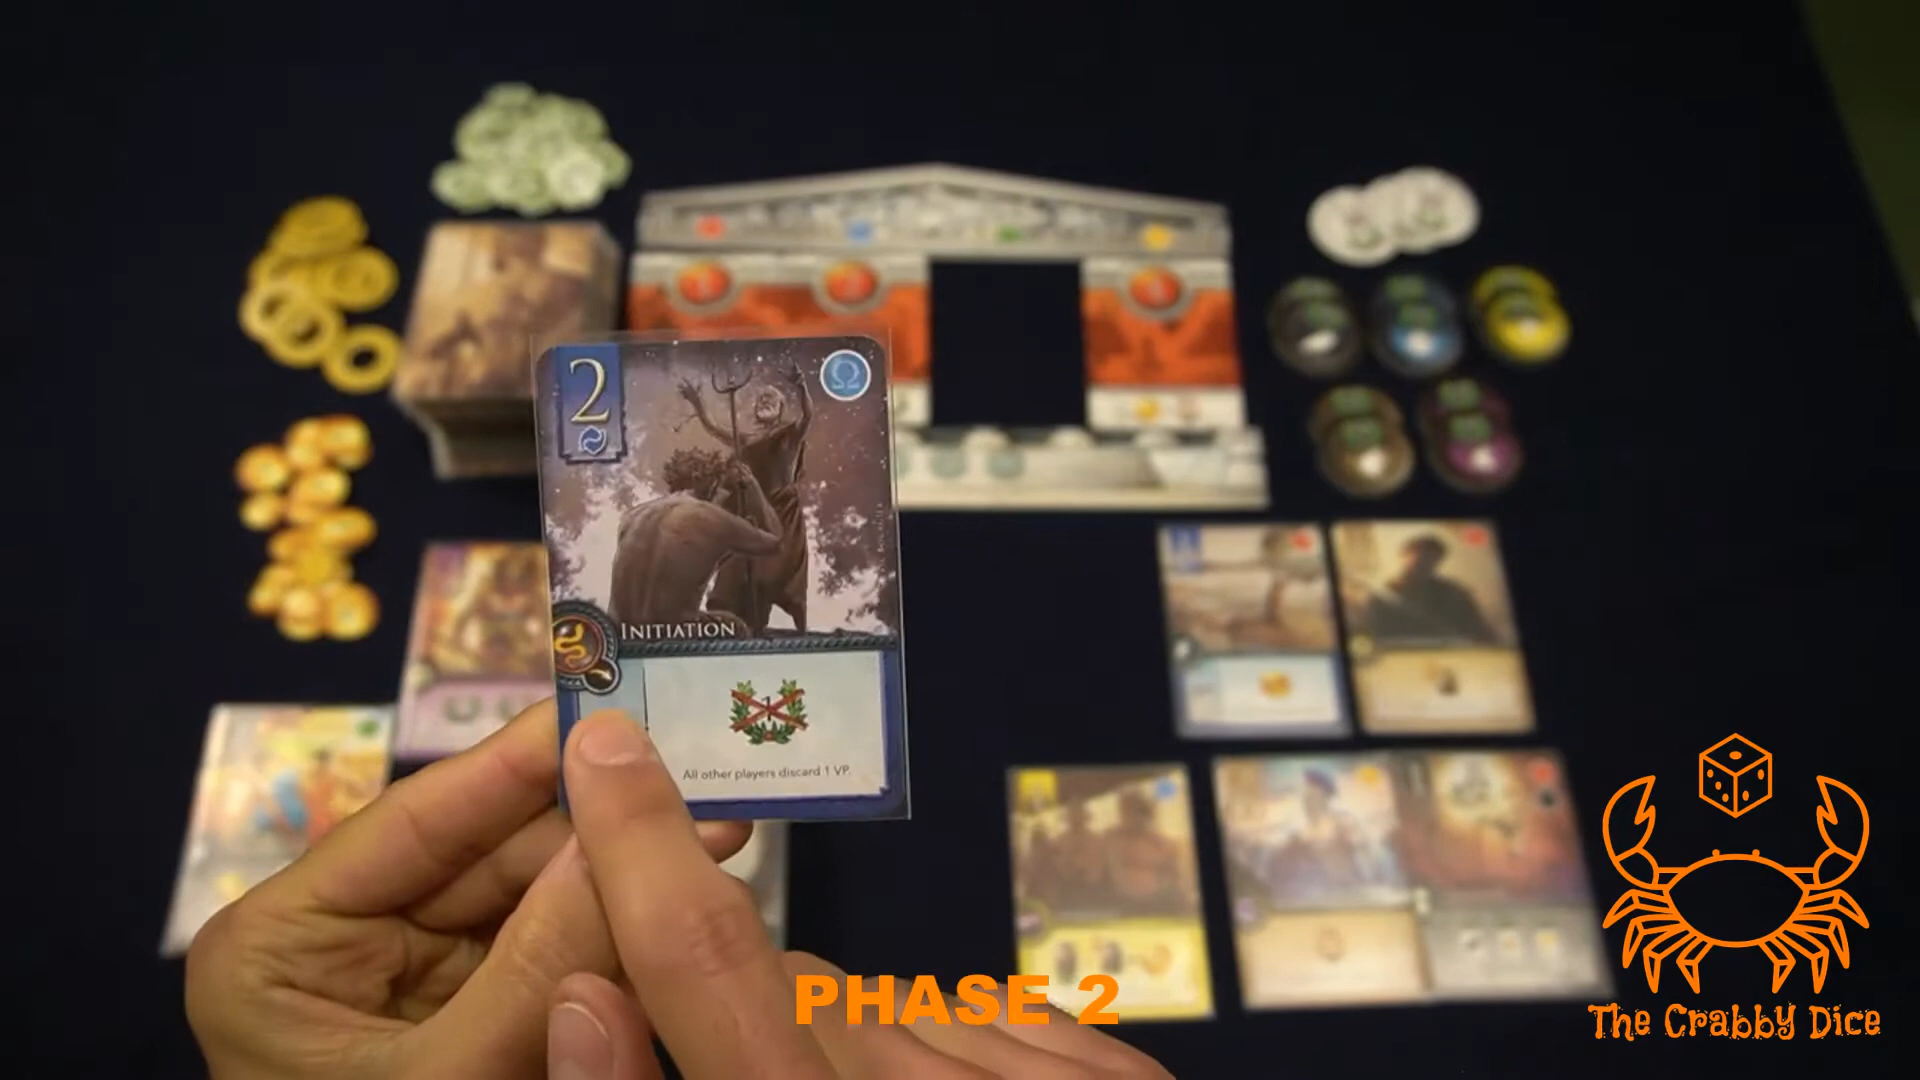 2
Ω
INITIATION
1
All other players discard 1 VP.
PHASE 2
The Crabby Dice